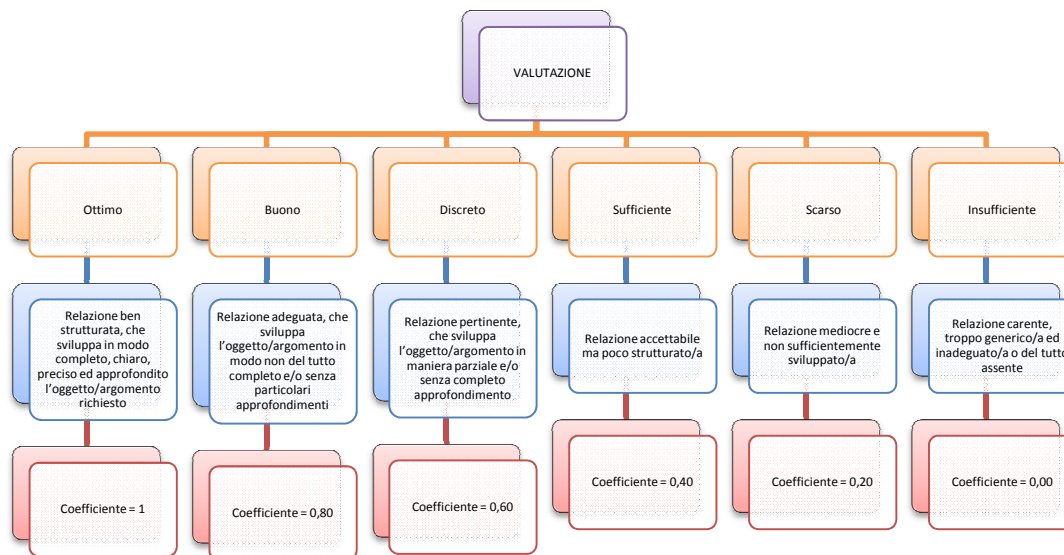 VALUTAZIONE
Ottimo
Buono
Discreto
Sufficiente
Scarso
Insufficiente
Relazione ben
strutturata, che
sviluppa in modo
completo, chiaro,
preciso ed approfondito
l'oggetto/argomento
richiesto
Relazione adeguata, che
sviluppa
l'oggetto/argomento in
modo non del tutto
completo e/o senza
particolari
approfondimenti
Relazione pertinente,
che sviluppa
l'oggetto/argomento in
maniera parziale e/o
senza completo
approfondimento
Relazione accettabile
ma poco strutturato/a
Relazione mediocre e
non sufficientemente
sviluppato/a
Relazione carente,
troppo generico/a ed
inadeguato/a o del tutto
assente
Coefficiente = 1
Coefficiente = 0,80
Coefficiente = 0,60
Coefficiente = 0,40
Coefficiente = 0,20
Coefficiente = 0,00